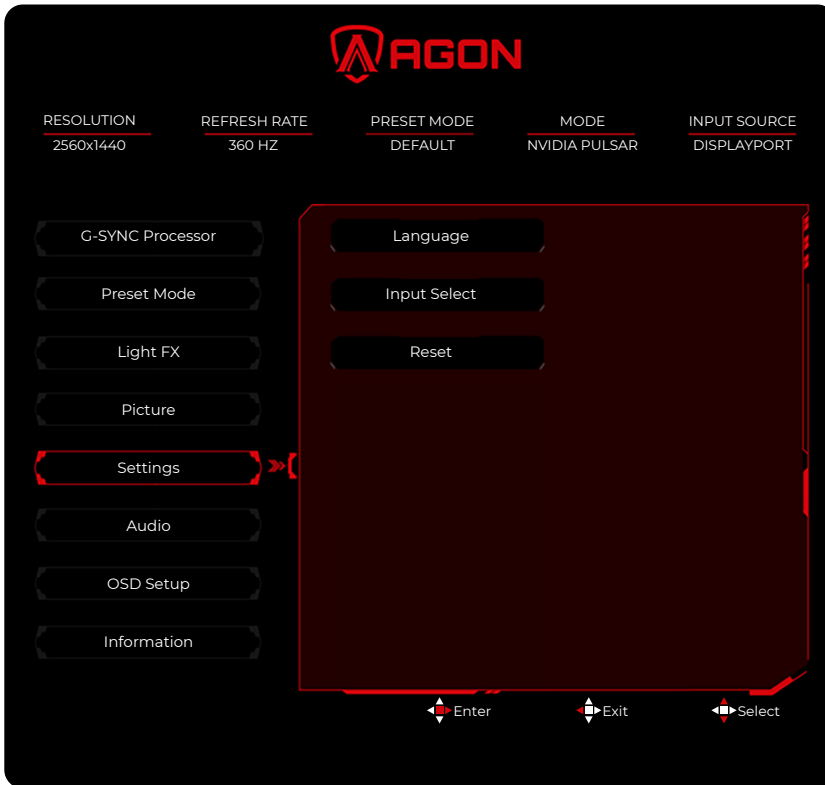 AGON
RESOLUTION REFRESH RATE PRESET MODE MODE INPUT SOURCE
2560x1440 360 HZ DEFAULT NVIDIA PULSAR DISPLAYPORT
G-SYNC Processor
Preset Mode
Light FX
Picture
Settings
Audio
OSD Setup
Information
Language
Input Select
Reset
Enter Exit Select